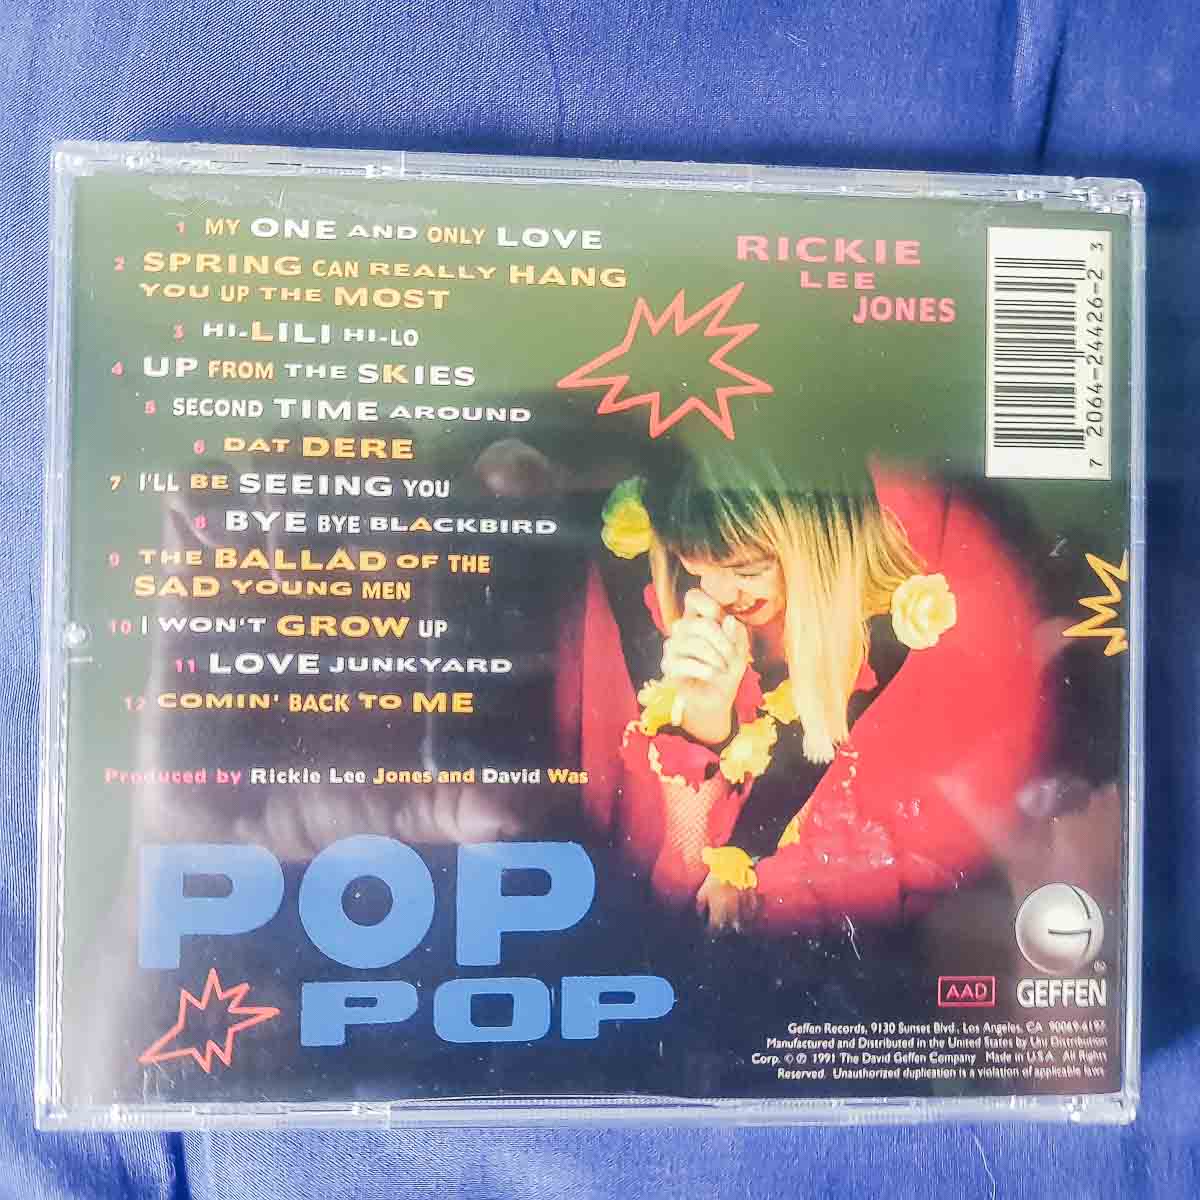 1 MY ONE AND ONLY LOVE
2 SPRING CAN REALLY HANG
YOU UP THE MOST
3 HI-LILI HI-LO
4 UP FROM THE SKIES
5 SECOND TIME AROUND
6 DAT DERE
7 I'LL BE SEEING YOU
8 BYE BYE BLACKBIRD
9 THE BALLAD OF THE
SAD YOUNG MEN
10 I WON'T GROW UP
11 LOVE JUNKYARD
12 COMIN' BACK TO ME
Produced by Rickie Lee Jones and David Was
RICKIE
LEE
JONES
7 2064-24426-2 3
POP
POP
AAD
GEFFEN
®
Geffen Records, 9130 Sunset Blvd., Los Angeles, CA 90069-6197
Manufactured and Distributed in the United States by Uni Distribution
Corp. © ℗ 1991 The David Geffen Company Made in U.S.A. All Rights
Reserved. Unauthorized duplication is a violation of applicable laws